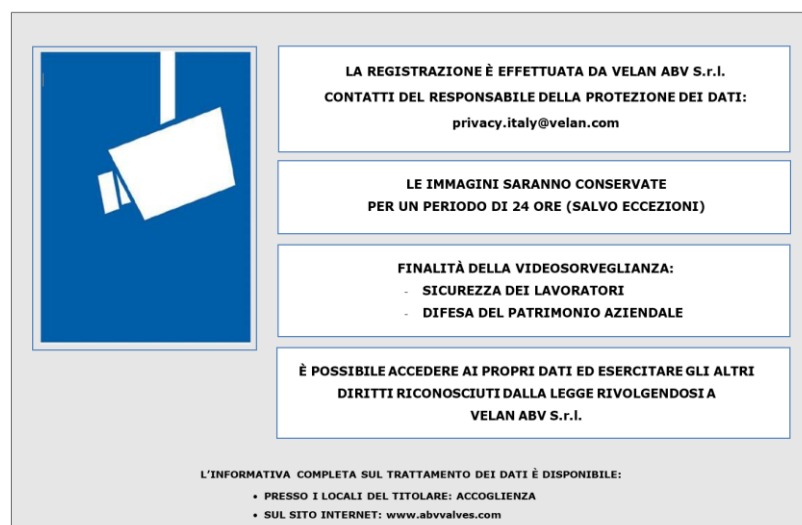 LA REGISTRAZIONE È EFFETTUATA DA VELAN ABV S.r.l.
CONTATTI DEL RESPONSABILE DELLA PROTEZIONE DEI DATI:
privacy.italy@velan.com
LE IMMAGINI SARANNO CONSERVATE
PER UN PERIODO DI 24 ORE (SALVO ECCEZIONI)
FINALITÀ DELLA VIDEOSORVEGLIANZA:
- SICUREZZA DEI LAVORATORI
- DIFESA DEL PATRIMONIO AZIENDALE
È POSSIBILE ACCEDERE AI PROPRI DATI ED ESERCITARE GLI ALTRI
DIRITTI RICONOSCIUTI DALLA LEGGE RIVOLGENDOSI A
VELAN ABV S.r.l.
L'INFORMATIVA COMPLETA SUL TRATTAMENTO DEI DATI È DISPONIBILE:
• PRESSO I LOCALI DEL TITOLARE: ACCOGLIENZA
• SUL SITO INTERNET: www.abvvalves.com